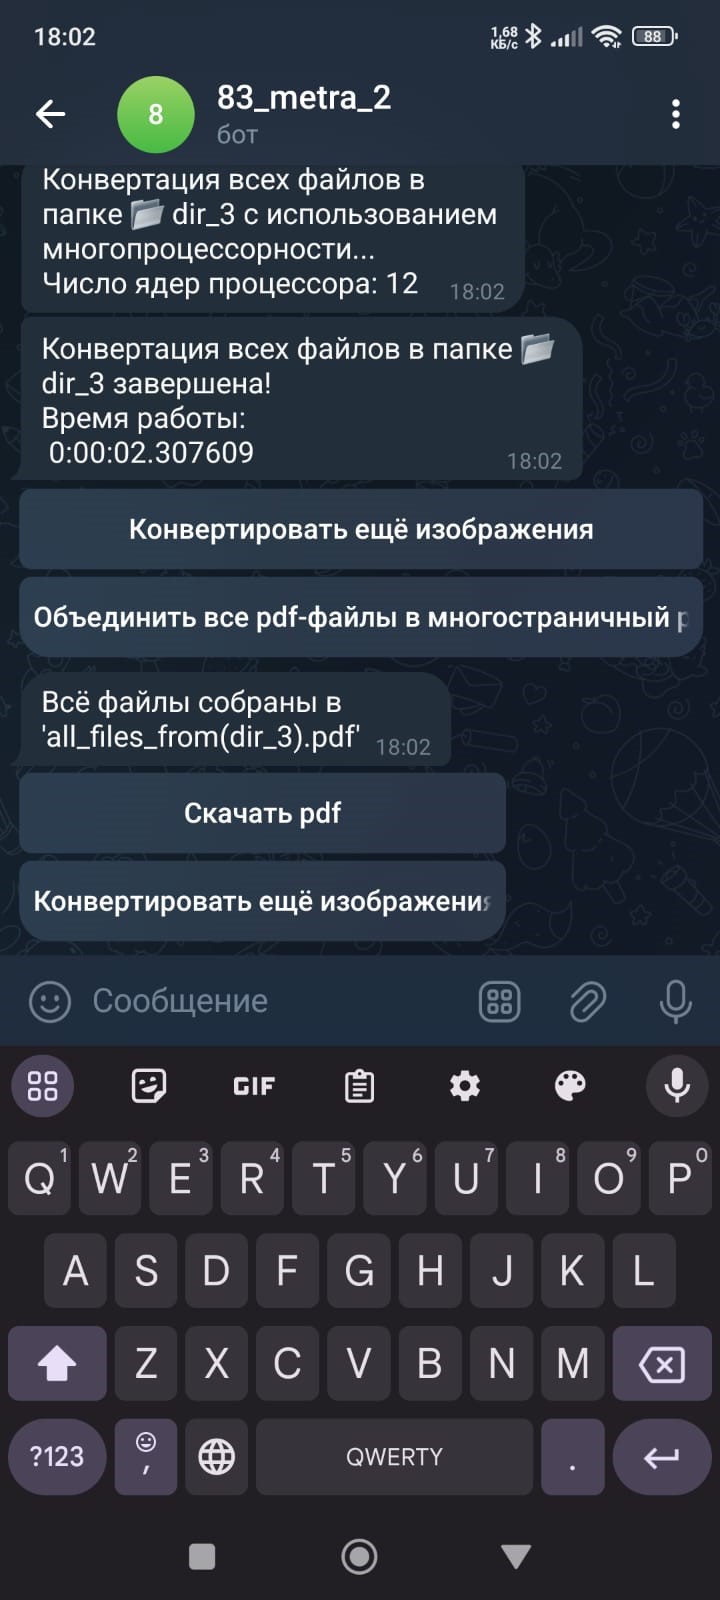 18:02
1,68
КБ/с
88
8
83_metra_2
бот
Конвертация всех файлов в
папке dir_3 с использованием
многопроцессорности...
Число ядер процессора: 12
18:02
Конвертация всех файлов в папке
dir_3 завершена!
Время работы:
0:00:02.307609
18:02
Конвертировать ещё изображения
Объединить все pdf-файлы в многостраничный p
Всё файлы собраны в
'all_files_from(dir_3).pdf'
18:02
Скачать pdf
Конвертировать ещё изображения
Сообщение
GIF
1 2 3 4 5 6 7 8 9 0
Q W E R T Y U I O P
A S D F G H J K L
Z X C V B N M
?123 , QWERTY .